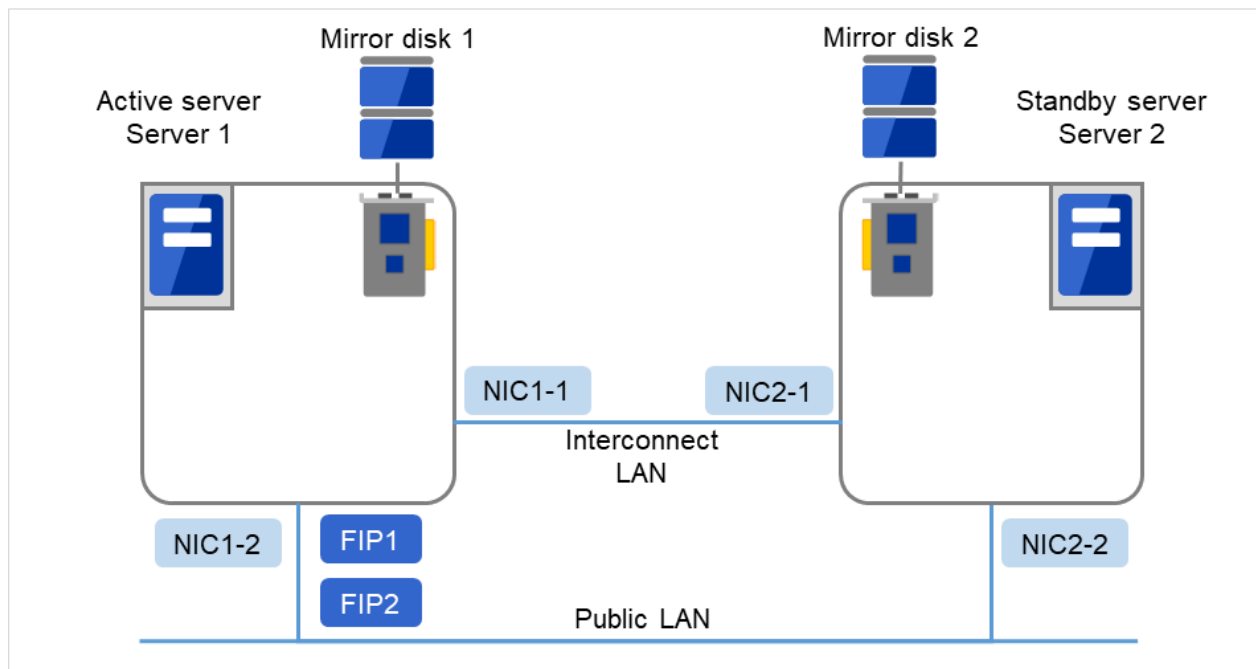 Mirror disk 1
Mirror disk 2
Active server
Server 1
Standby server
Server 2
NIC1-1
NIC2-1
Interconnect
LAN
NIC1-2
FIP1
NIC2-2
FIP2
Public LAN